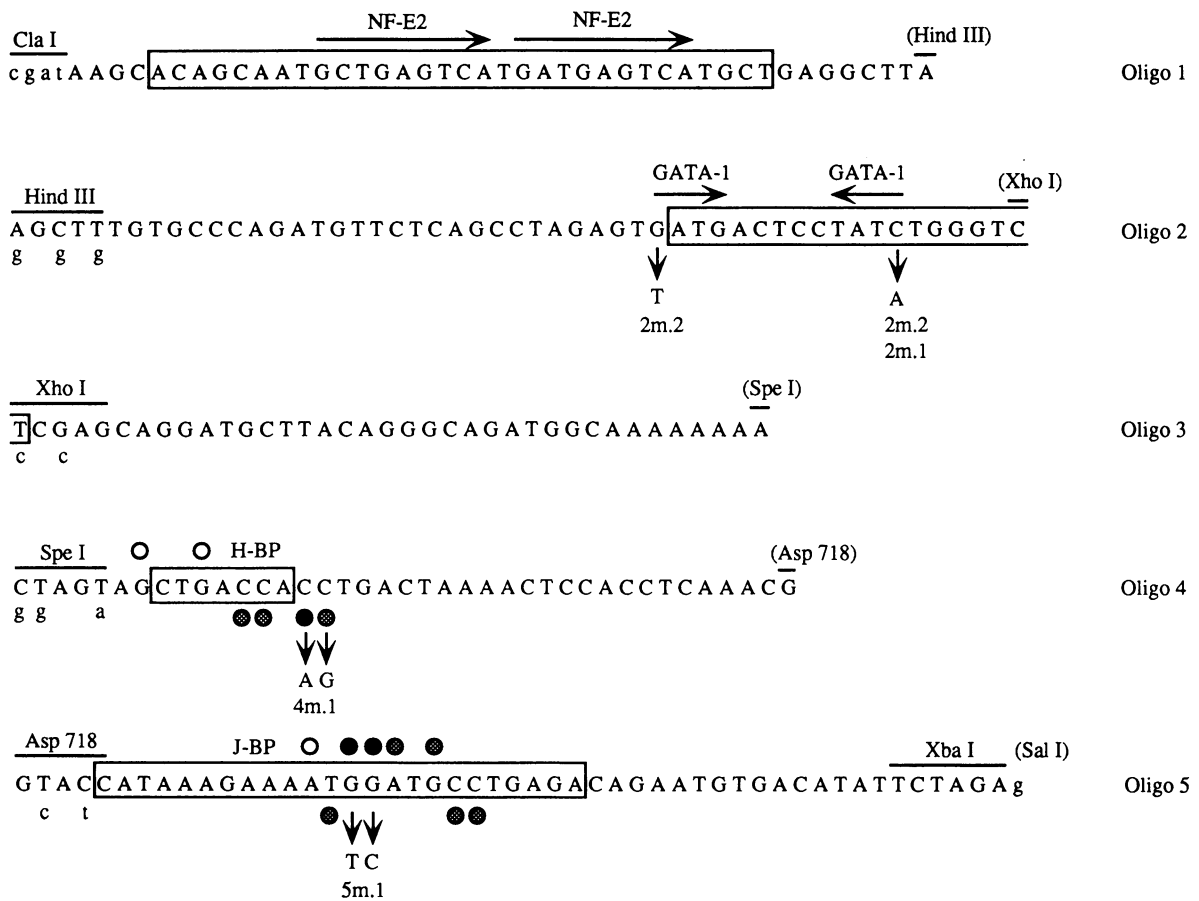 NF-E2 NF-E2
Cla I (Hind III)
cgatAAGCACAGCAATGCTGAGTCATGATGAGTCATGCTGAGGCTTA Oligo 1
GATA-1 GATA-1
Hind III (Xho I)
AGCTTTGTGCCCAGATGTTCTCAGCCTAGAGTGATGACTCCTATCTGGGTC Oligo 2
g g g
T A
2m.2 2m.2
2m.1
Xho I (Spe I)
TCGAGCAGGATGCTTACAGGGCAGATGGCAAAAAAAA Oligo 3
c c
Spe I H-BP (Asp 718)
CTAGTAGCTGACCACCTGACTAAAACTCCACCTCAAACG Oligo 4
g g a
A G
4m.1
Asp 718 J-BP Xba I (Sal I)
GTACCATAAAGAAAATGGATGCCTGAGACAGAATGTGACATATTCTAGAg Oligo 5
c t
T C
5m.1